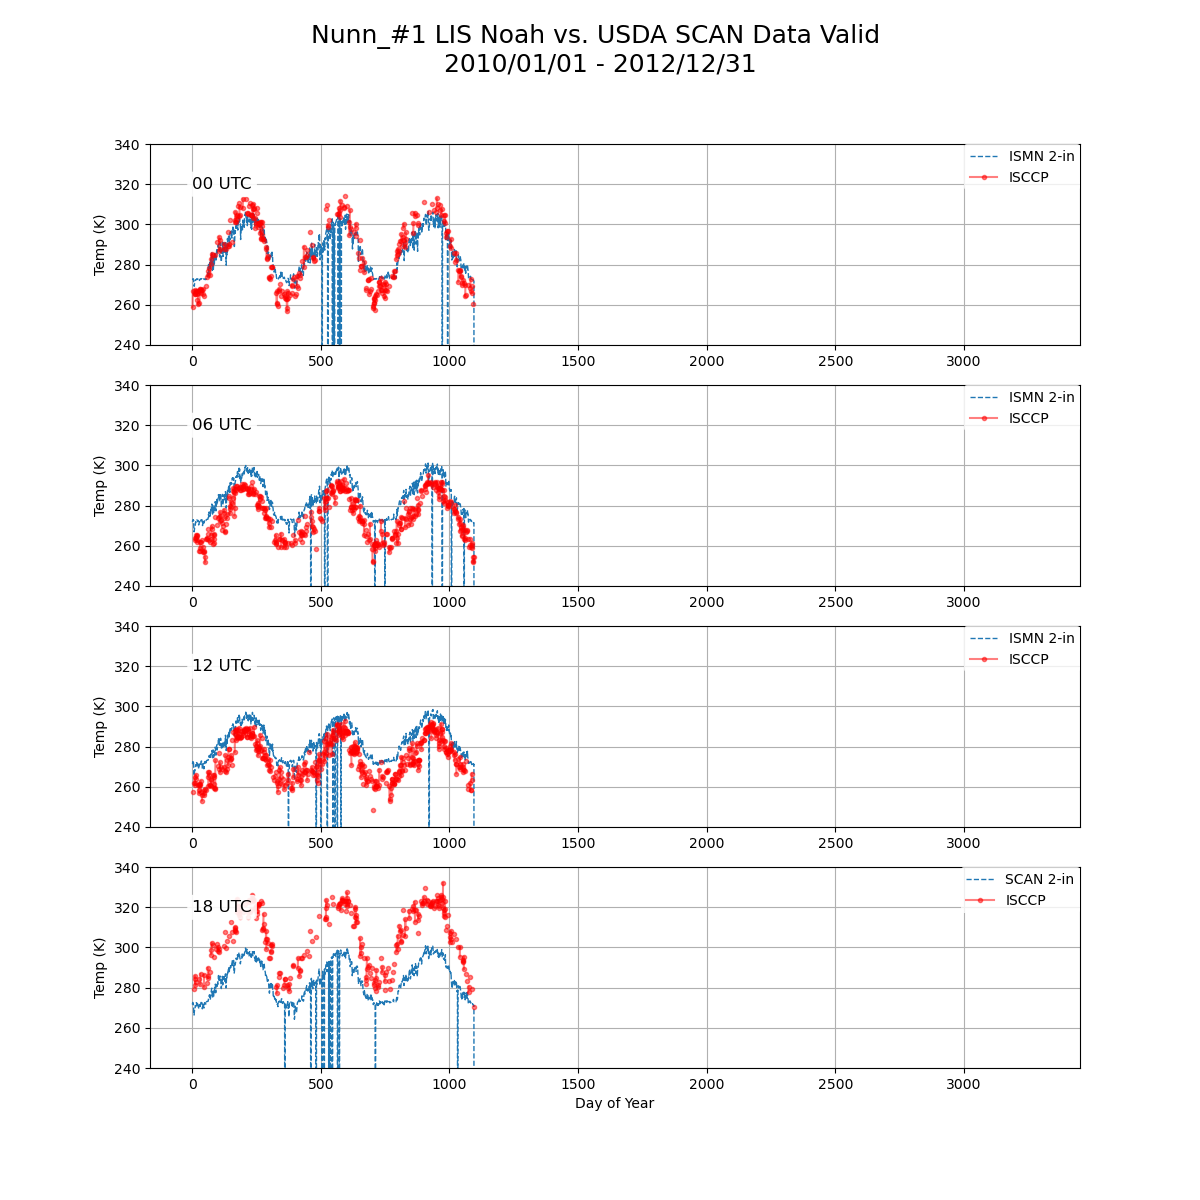 Nunn_#1 LIS Noah vs. USDA SCAN Data Valid
2010/01/01 - 2012/12/31
340
320
300
280
260
240
Temp (K)
00 UTC
ISMN 2-in
ISCCP
0 500 1000 1500 2000 2500 3000
340
320
300
280
260
240
Temp (K)
06 UTC
ISMN 2-in
ISCCP
0 500 1000 1500 2000 2500 3000
340
320
300
280
260
240
Temp (K)
12 UTC
ISMN 2-in
ISCCP
0 500 1000 1500 2000 2500 3000
340
320
300
280
260
240
Temp (K)
18 UTC
SCAN 2-in
ISCCP
0 500 1000 1500 2000 2500 3000
Day of Year